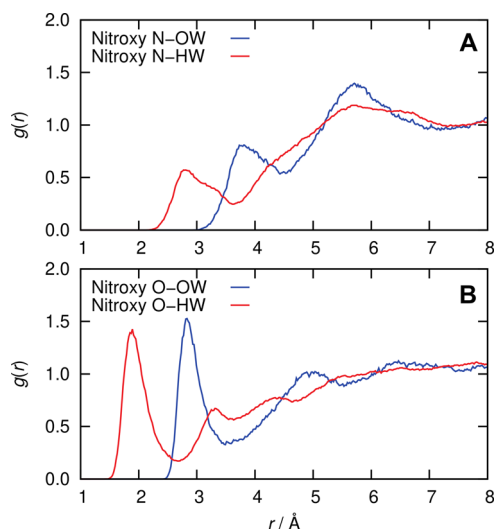 2.0
Nitroxy N–OW
A
Nitroxy N–HW
1.5
g(r)
1.0
0.5
0.0
1 2 3 4 5 6 7 8
2.0
Nitroxy O–OW
B
Nitroxy O–HW
1.5
g(r)
1.0
0.5
0.0
1 2 3 4 5 6 7 8
r / Å